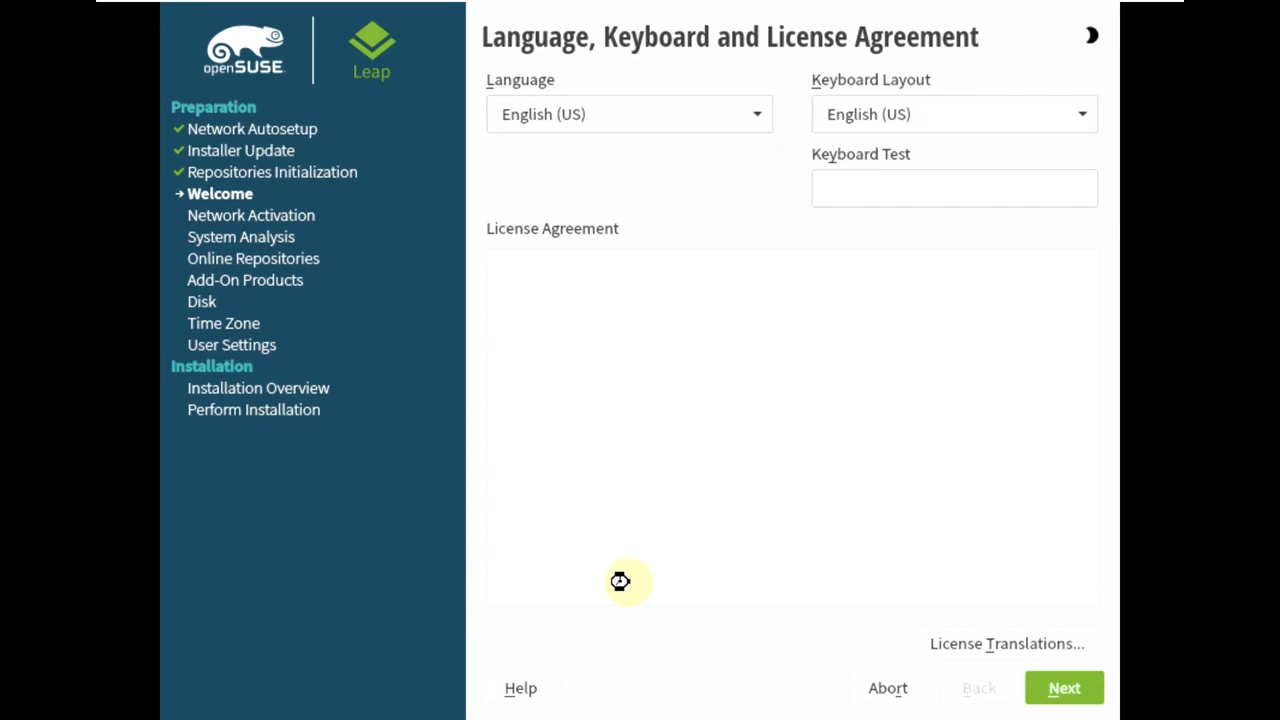 openSUSE
Leap
Preparation
Network Autosetup
Installer Update
Repositories Initialization
Welcome
Network Activation
System Analysis
Online Repositories
Add-On Products
Disk
Time Zone
User Settings
Installation
Installation Overview
Perform Installation
Language, Keyboard and License Agreement
Language
Keyboard Layout
English (US)
English (US)
Keyboard Test
License Agreement
License Translations...
Help
Abort
Back
Next